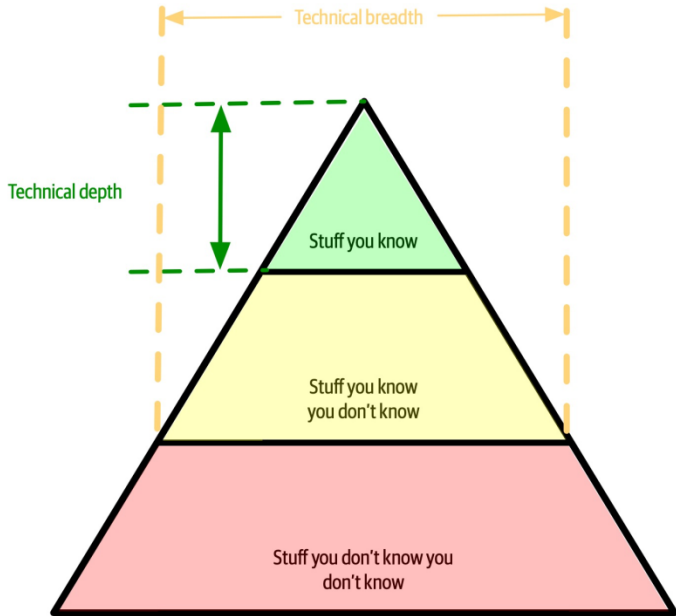 Technical breadth
Technical depth
Stuff you know
Stuff you know
you don't know
Stuff you don't know you
don't know